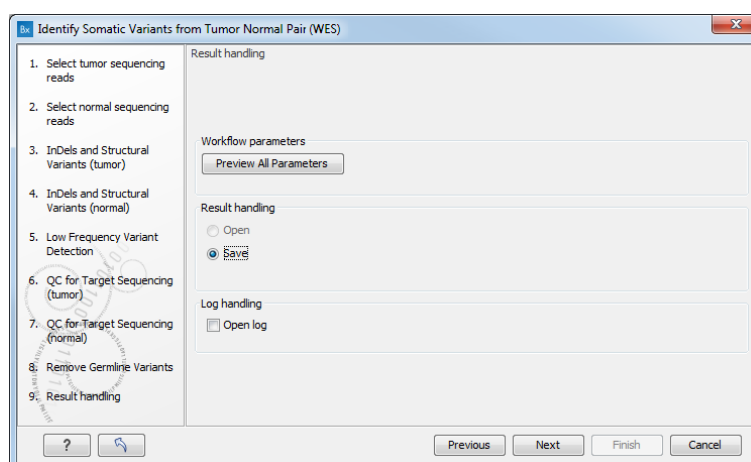 Bx Identify Somatic Variants from Tumor Normal Pair (WES)
X
1. Select tumor sequencing
reads
2. Select normal sequencing
reads
3. InDels and Structural
Variants (tumor)
4. InDels and Structural
Variants (normal)
5. Low Frequency Variant
Detection
6. QC for Target Sequencing
(tumor)
7. QC for Target Sequencing
(normal)
8. Remove Germline Variants
9. Result handling
Result handling
Workflow parameters
Preview All Parameters
Result handling
Open
Save
Log handling
Open log
? Previous Next Finish Cancel